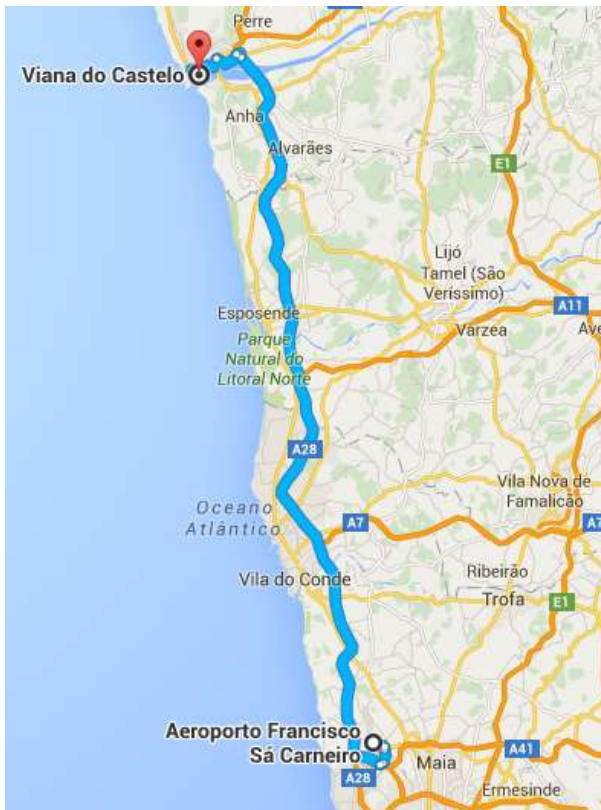 Perre
Viana do Castelo
Anha
Alvarães
E1
Lijó
Tamel (São
Veríssimo)
A11
Esposende
Varzea
Ave
Parque
Natural do
Litoral Norte
A28
Vila Nova de
Famalicão
Oceano
Atlântico
A7
A7
Vila do Conde
Ribeirão
Trofa
E1
Aeroporto Francisco
Sá Carneiro
A41
Maia
A28
Ermesinde